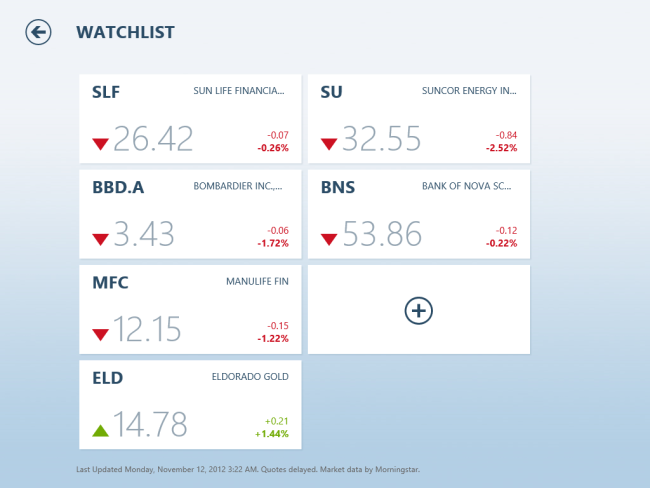 WATCHLIST
SLF
SUN LIFE FINANCIA...
26.42
-0.07
-0.26%
SU
SUNCOR ENERGY IN...
32.55
-0.84
-2.52%
BBD.A
BOMBARDIER INC.,...
3.43
-0.06
-1.72%
BNS
BANK OF NOVA SC...
53.86
-0.12
-0.22%
MFC
MANULIFE FIN
12.15
-0.15
-1.22%
ELD
ELDORADO GOLD
14.78
+0.21
+1.44%
Last Updated Monday, November 12, 2012 3:22 AM. Quotes delayed. Market data by Morningstar.